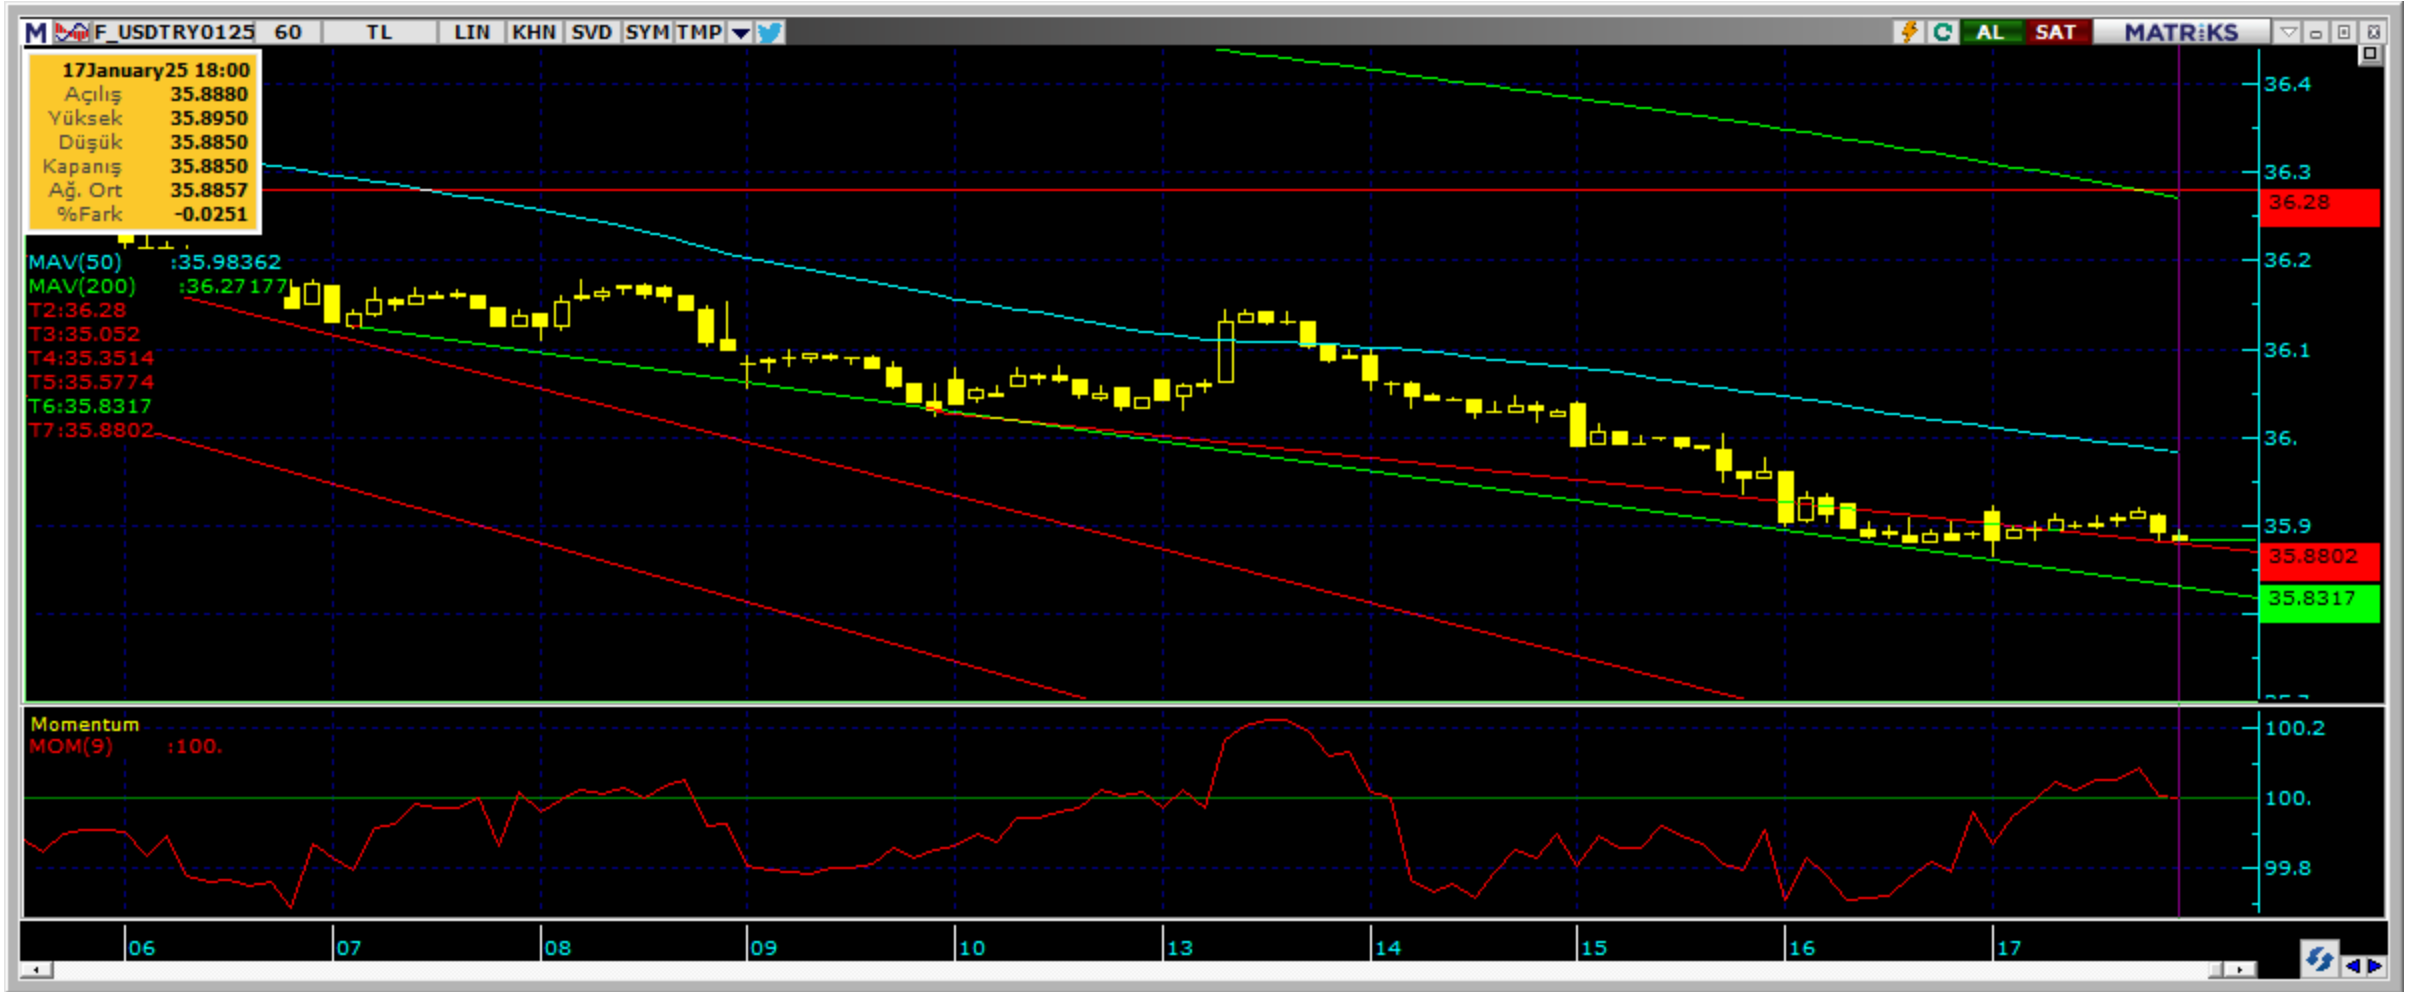 M F_USDTRY0125 60 TL LIN KHN SVD SYM TMP AL SAT MATRiKS
17January25 18:00
Açılış 35.8880
Yüksek 35.8950
Düşük 35.8850
Kapanış 35.8850
Ağ. Ort 35.8857
%Fark -0.0251
MAV(50) :35.98362
MAV(200) :36.27177
T2:36.28
T3:35.052
T4:35.3514
T5:35.5774
T6:35.8317
T7:35.8802
36.4
36.3
36.28
36.2
36.1
36.
35.9
35.8802
35.8317
Momentum
MOM(9) :100.
100.2
100.
99.8
06 07 08 09 10 13 14 15 16 17